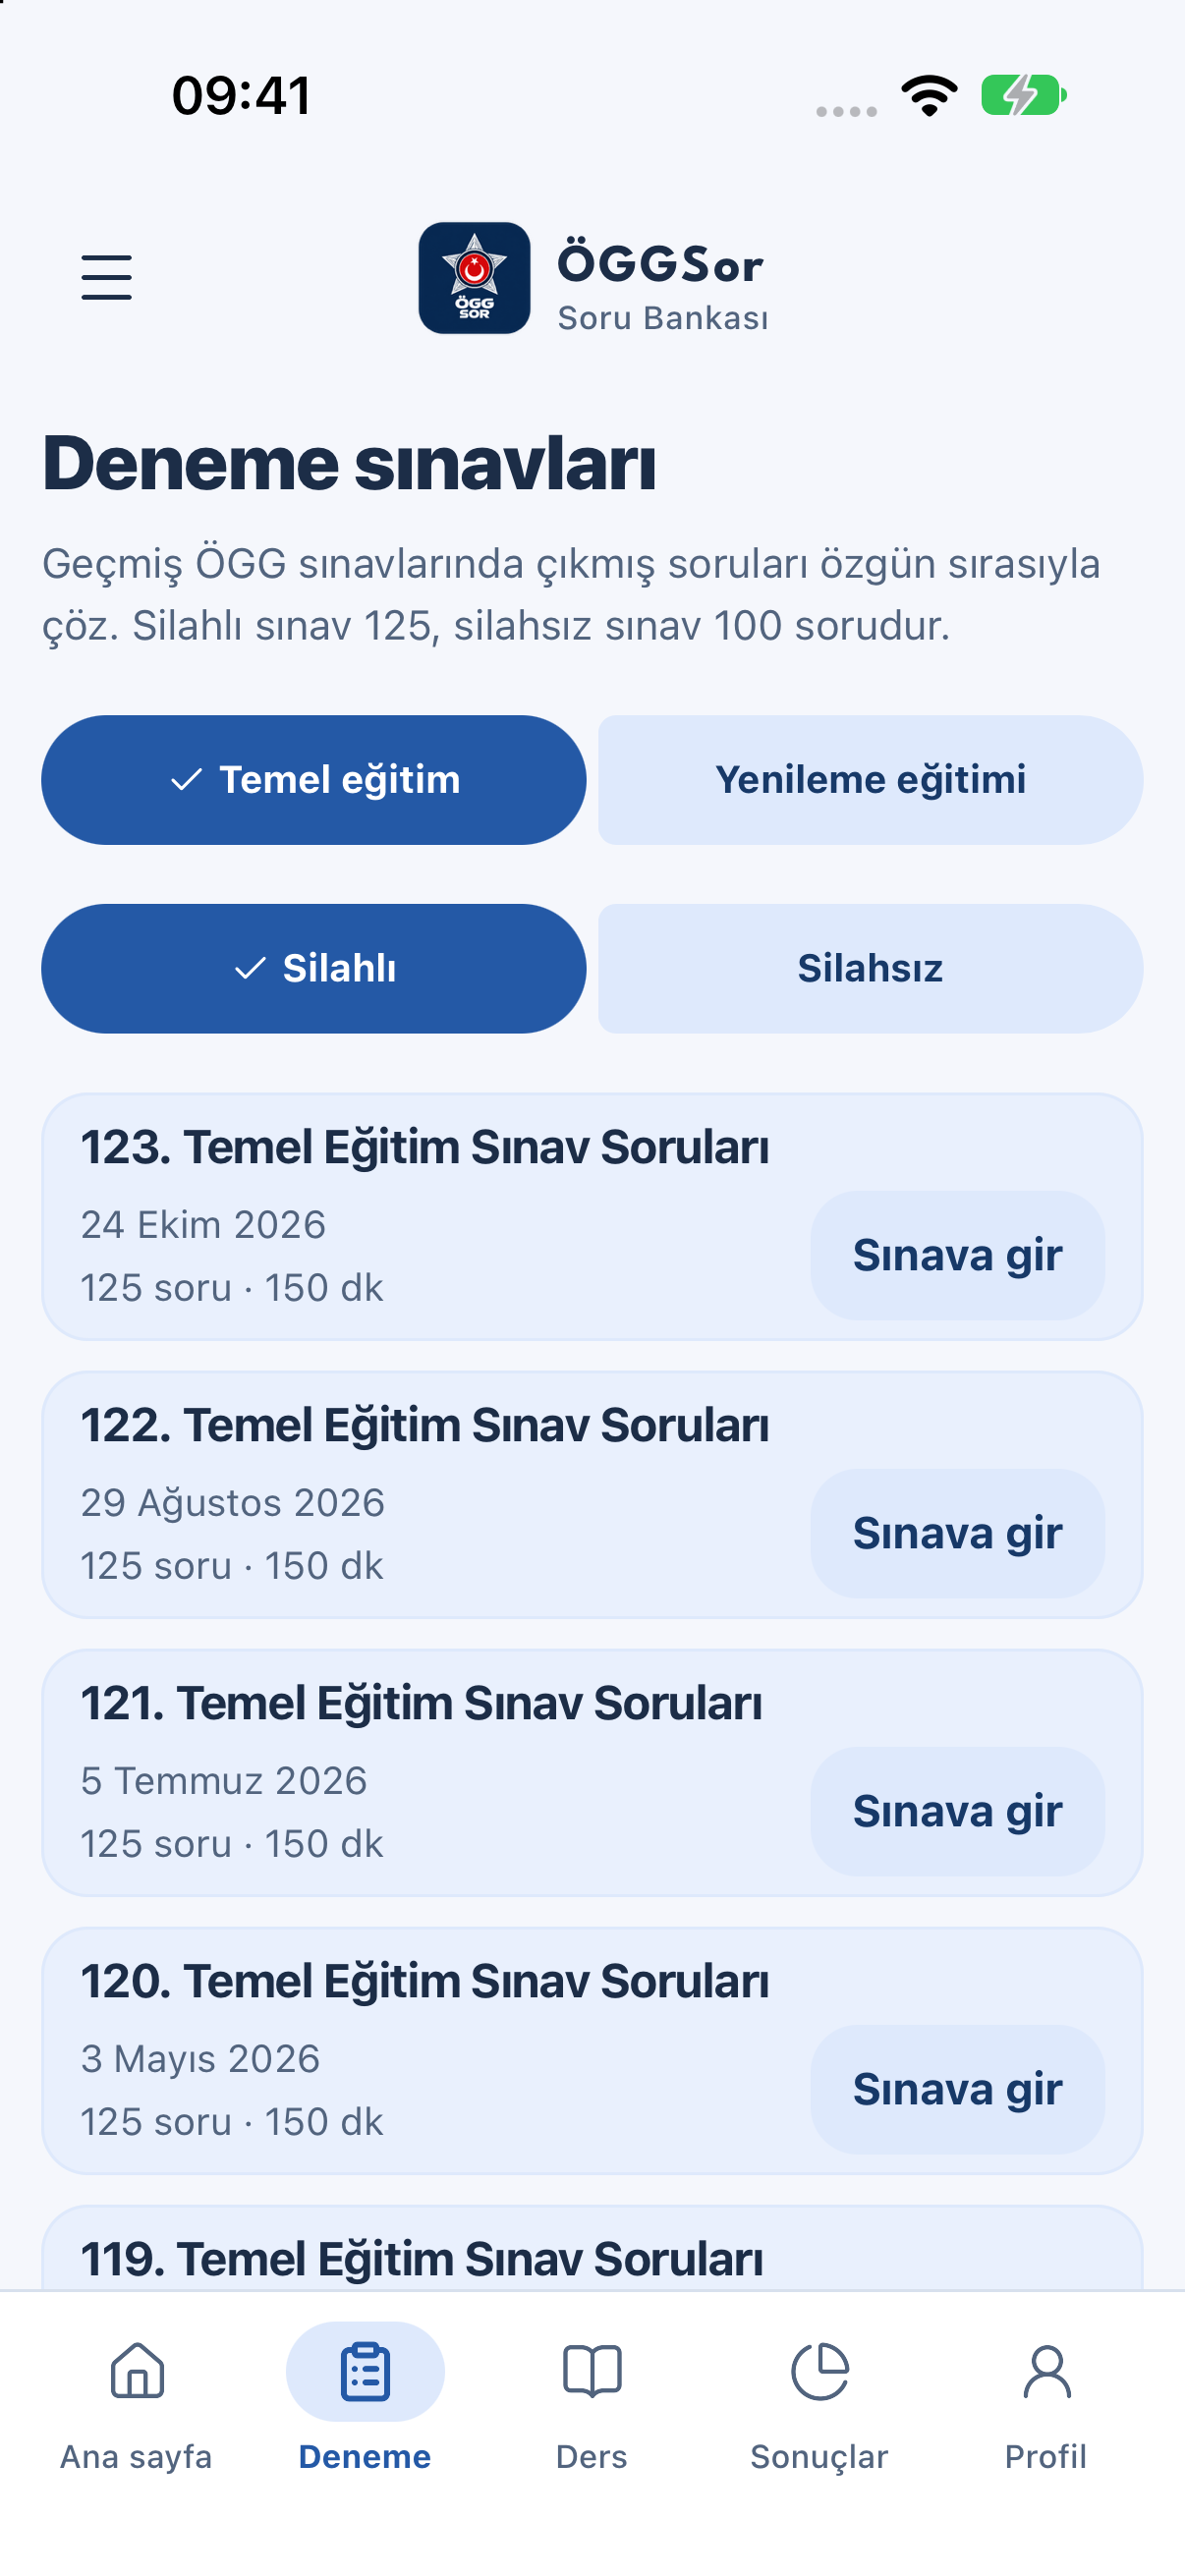 09:41
ÖGG
SOR
ÖGGSor
Soru Bankası
Deneme sınavları
Geçmiş ÖGG sınavlarında çıkmış soruları özgün sırasıyla
çöz. Silahlı sınav 125, silahsız sınav 100 sorudur.
Temel eğitim
Yenileme eğitimi
Silahlı
Silahsız
123. Temel Eğitim Sınav Soruları
24 Ekim 2026
125 soru · 150 dk
Sınava gir
122. Temel Eğitim Sınav Soruları
29 Ağustos 2026
125 soru · 150 dk
Sınava gir
121. Temel Eğitim Sınav Soruları
5 Temmuz 2026
125 soru · 150 dk
Sınava gir
120. Temel Eğitim Sınav Soruları
3 Mayıs 2026
125 soru · 150 dk
Sınava gir
119. Temel Eğitim Sınav Soruları
Ana sayfa
Deneme
Ders
Sonuçlar
Profil